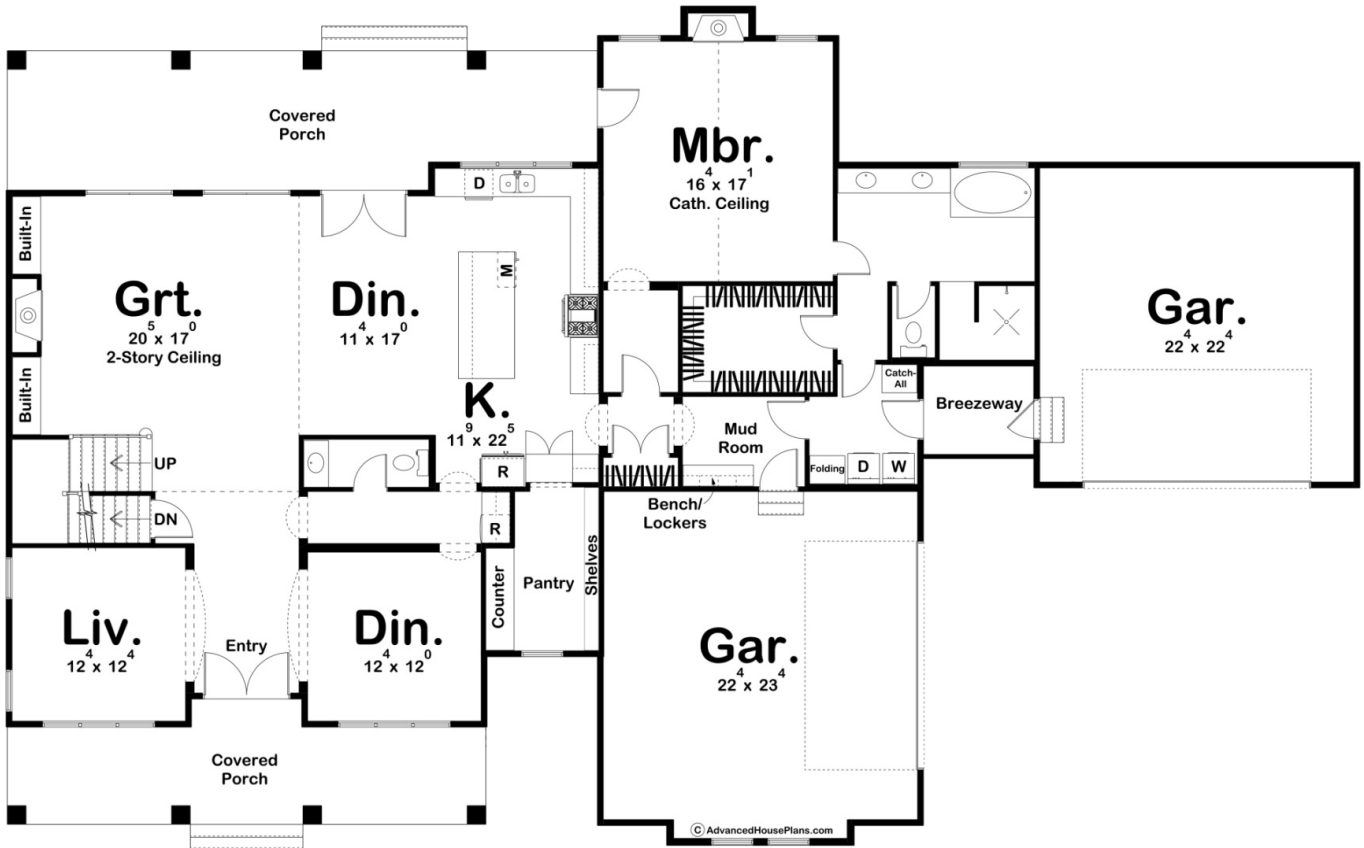 Covered
Porch
Mbr.
16⁴ x 17¹
Cath. Ceiling
D
Built-In
Grt.
20⁵ x 17⁰
2-Story Ceiling
Din.
11⁴ x 17⁰
M
Gar.
22⁴ x 22⁴
Built-In
K.
11⁹ x 22⁵
Catch-
All
Breezeway
Mud
Room
UP
R
Folding
D
W
DN
R
Bench/
Lockers
Liv.
12⁴ x 12⁴
Entry
Din.
12⁴ x 12⁰
Counter
Pantry
Shelves
Gar.
22⁴ x 23⁴
Covered
Porch
© AdvancedHousePlans.com